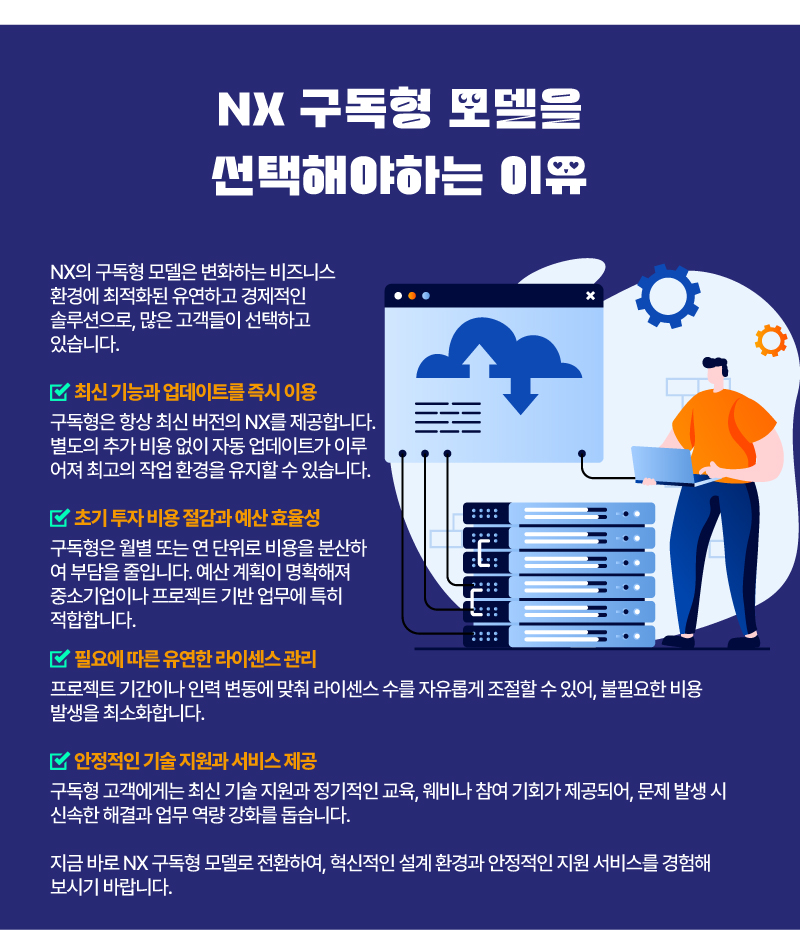 NX 구독형 모델을
선택해야하는 이유
NX의 구독형 모델은 변화하는 비즈니스
환경에 최적화된 유연하고 경제적인
솔루션으로, 많은 고객들이 선택하고
있습니다.
최신 기능과 업데이트를 즉시 이용
구독형은 항상 최신 버전의 NX를 제공합니다.
별도의 추가 비용 없이 자동 업데이트가 이루
어져 최고의 작업 환경을 유지할 수 있습니다.
초기 투자 비용 절감과 예산 효율성
구독형은 월별 또는 연 단위로 비용을 분산하
여 부담을 줄입니다. 예산 계획이 명확해져
중소기업이나 프로젝트 기반 업무에 특히
적합합니다.
필요에 따른 유연한 라이센스 관리
프로젝트 기간이나 인력 변동에 맞춰 라이센스 수를 자유롭게 조절할 수 있어, 불필요한 비용
발생을 최소화합니다.
안정적인 기술 지원과 서비스 제공
구독형 고객에게는 최신 기술 지원과 정기적인 교육, 웨비나 참여 기회가 제공되어, 문제 발생 시
신속한 해결과 업무 역량 강화를 돕습니다.
지금 바로 NX 구독형 모델로 전환하여, 혁신적인 설계 환경과 안정적인 지원 서비스를 경험해
보시기 바랍니다.